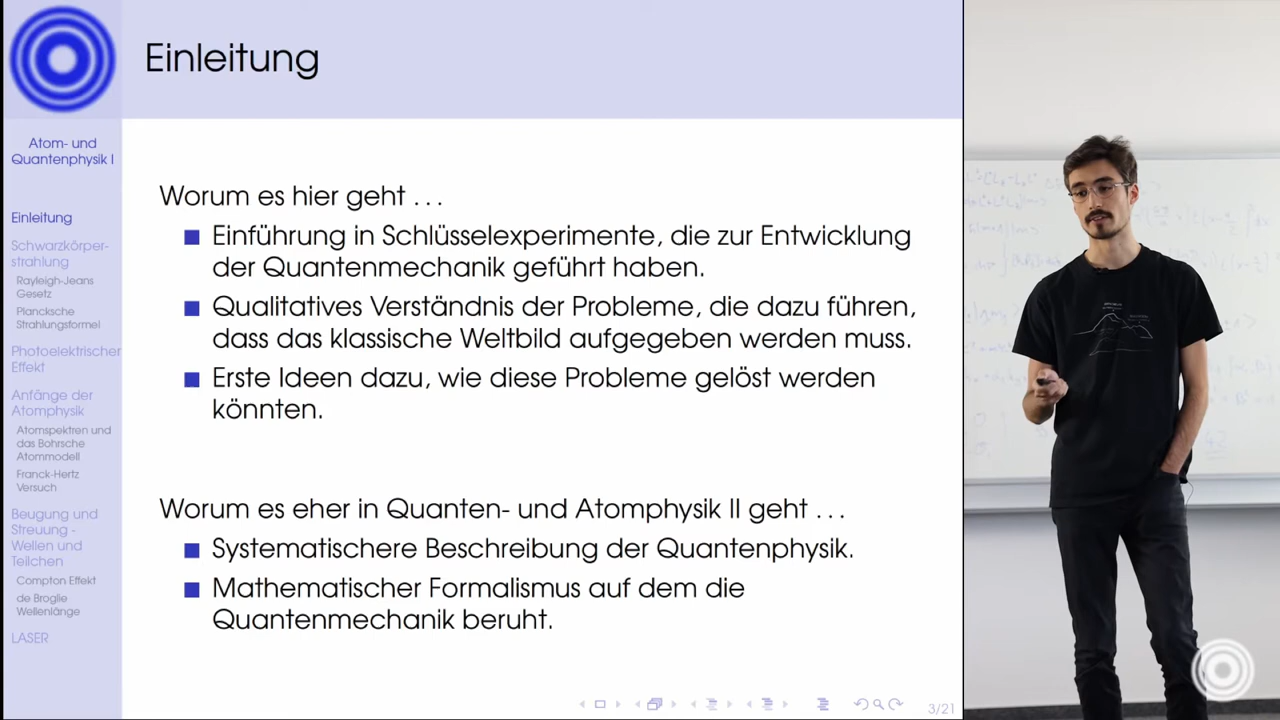 Einleitung
Atom- und
Quantenphysik I
Einleitung
Schwarzkörper-
strahlung
Rayleigh-Jeans
Gesetz
Plancksche
Strahlungsformel
Photoelektrischer
Effekt
Anfänge der
Atomphysik
Atomspektren und
das Bohrsche
Atommodell
Franck-Hertz
Versuch
Beugung und
Streuung -
Wellen und
Teilchen
Compton Effekt
de Broglie
Wellenlänge
LASER
Worum es hier geht . . .
Einführung in Schlüsselexperimente, die zur Entwicklung
der Quantenmechanik geführt haben.
Qualitatives Verständnis der Probleme, die dazu führen,
dass das klassische Weltbild aufgegeben werden muss.
Erste Ideen dazu, wie diese Probleme gelöst werden
könnten.
Worum es eher in Quanten- und Atomphysik II geht . . .
Systematischere Beschreibung der Quantenphysik.
Mathematischer Formalismus auf dem die
Quantenmechanik beruht.
3/21